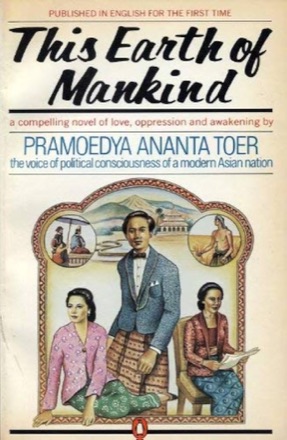 PUBLISHED IN ENGLISH FOR THE FIRST TIME
This Earth of
Mankind
a compelling novel of love, oppression and awakening by
PRAMOEDYA ANANTA TOER
the voice of political consciousness of a modern Asian nation